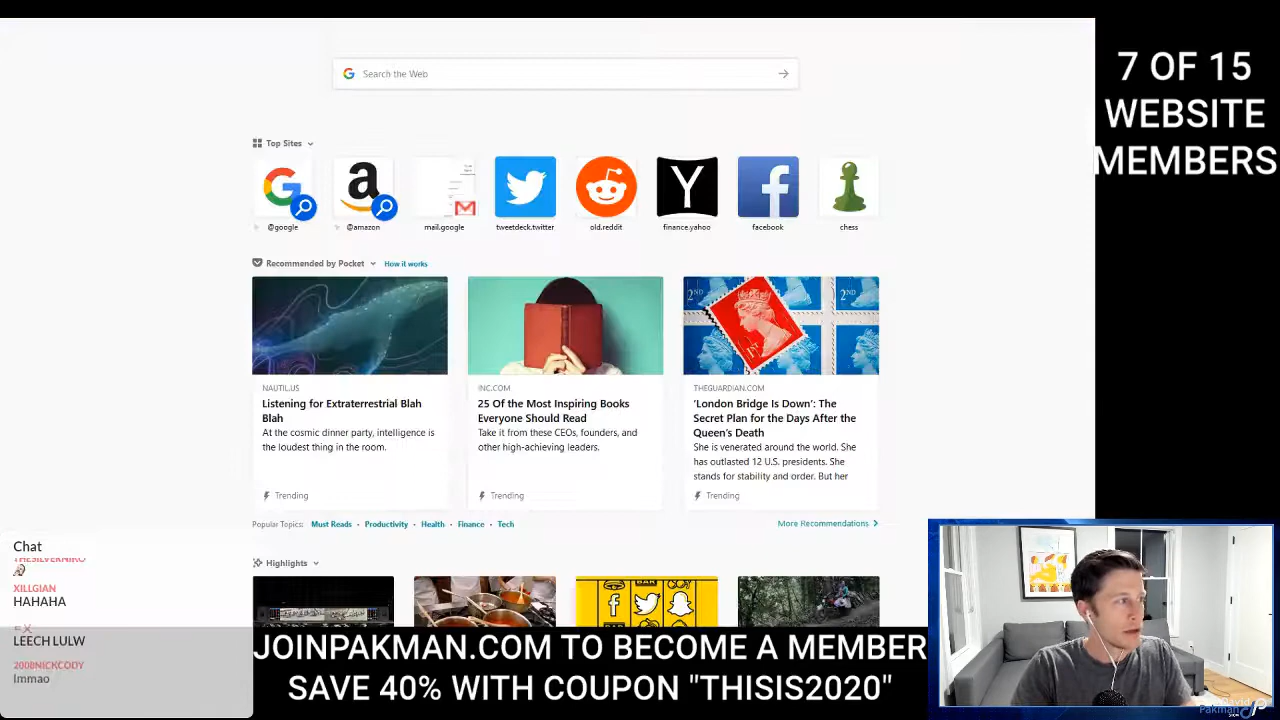 Search the Web
7 OF 15
WEBSITE
MEMBERS
Top Sites
@google
@amazon
mail.google
tweetdeck.twitter
old.reddit
finance.yahoo
facebook
chess
Recommended by Pocket
How it works
2ND
2ND
1ST
NAUTIL.US
Listening for Extraterrestrial Blah
Blah
At the cosmic dinner party, intelligence is
the loudest thing in the room.
Trending
INC.COM
25 Of the Most Inspiring Books
Everyone Should Read
Take it from these CEOs, founders, and
other high-achieving leaders.
Trending
THEGUARDIAN.COM
'London Bridge Is Down': The
Secret Plan for the Days After the
Queen's Death
She is venerated around the world. She
has outlasted 12 U.S. presidents. She
stands for stability and order. But her
Trending
Popular Topics: Must Reads · Productivity · Health · Finance · Tech
More Recommendations
Highlights
BAR
BAR
Chat
THESILVERNIKO
XILLGIAN
HAHAHA
LEECH LULW
2008NICKCODY
lmmao
JOINPAKMAN.COM TO BECOME A MEMBER
SAVE 40% WITH COUPON "THISIS2020"
Pakman